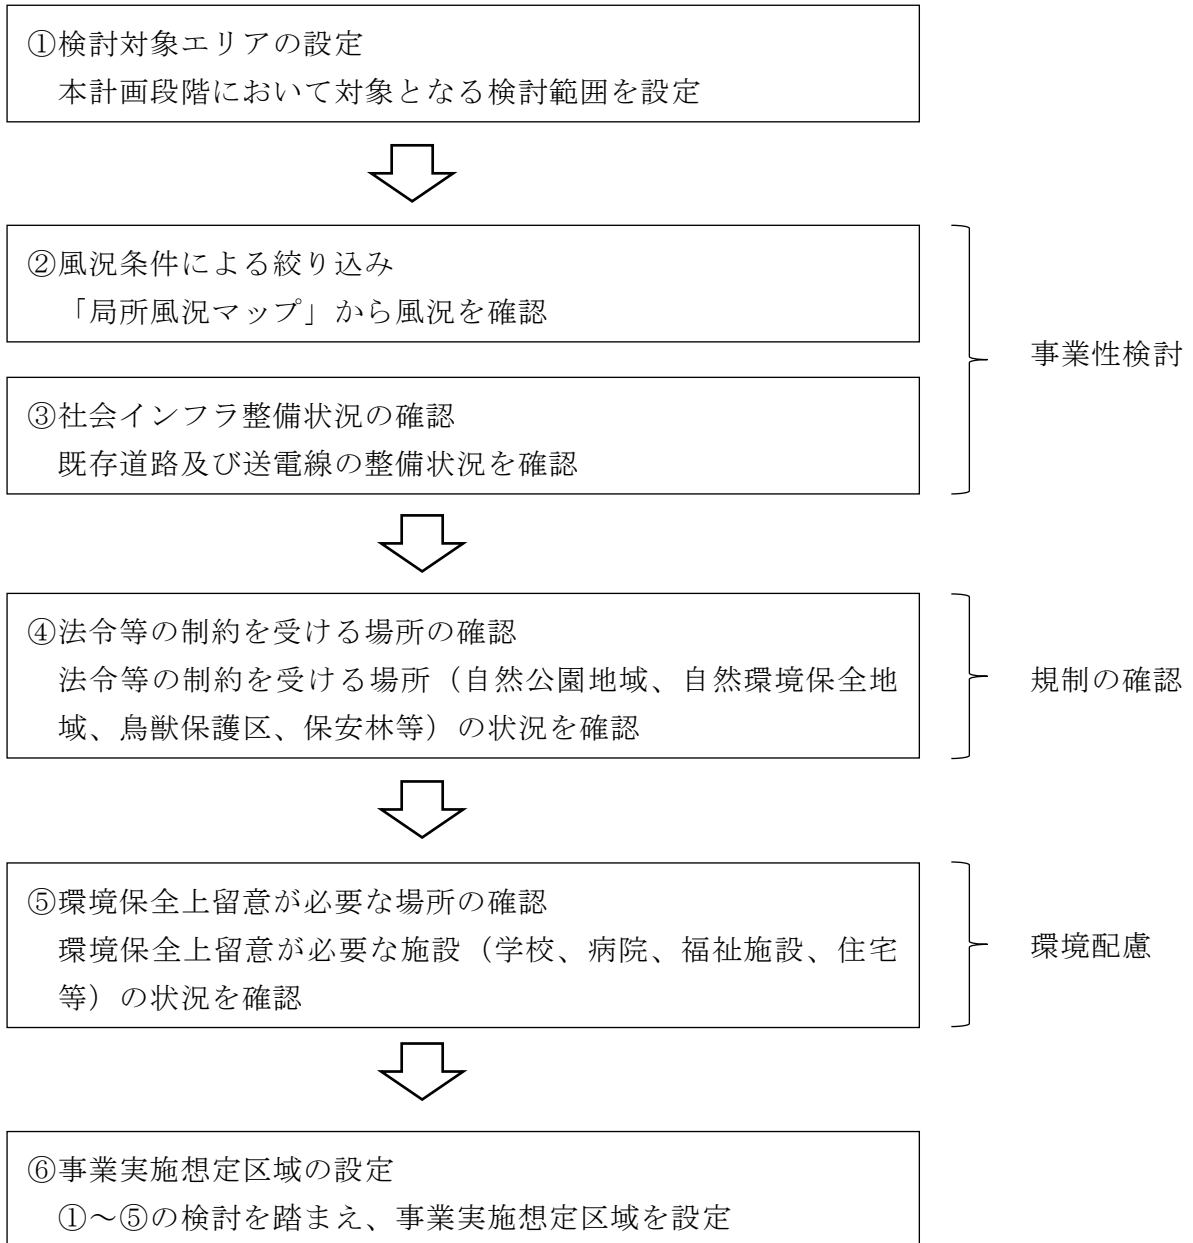 ①検討対象エリアの設定
本計画段階において対象となる検討範囲を設定
②風況条件による絞り込み
「局所風況マップ」から風況を確認
事業性検討
③社会インフラ整備状況の確認
既存道路及び送電線の整備状況を確認
④法令等の制約を受ける場所の確認
法令等の制約を受ける場所（自然公園地域、自然環境保全地
域、鳥獣保護区、保安林等）の状況を確認
規制の確認
⑤環境保全上留意が必要な場所の確認
環境保全上留意が必要な施設（学校、病院、福祉施設、住宅
等）の状況を確認
環境配慮
⑥事業実施想定区域の設定
①～⑤の検討を踏まえ、事業実施想定区域を設定